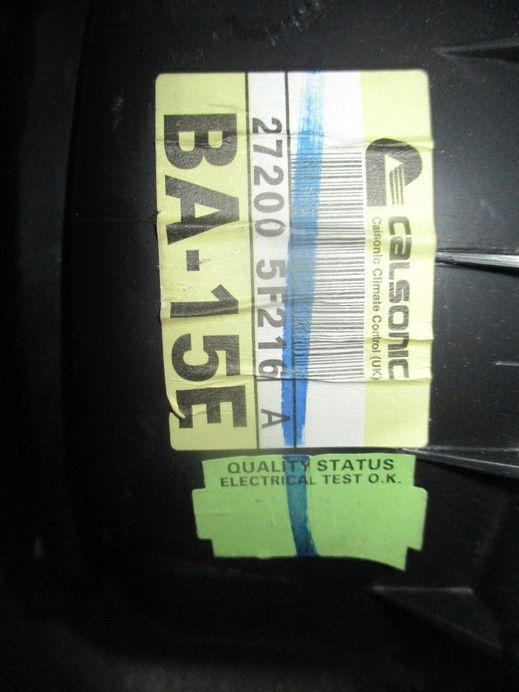 calsonic
Calsonic Climate Control (UK)
27200 5F216 A
BA-15E
QUALITY STATUS
ELECTRICAL TEST O.K.